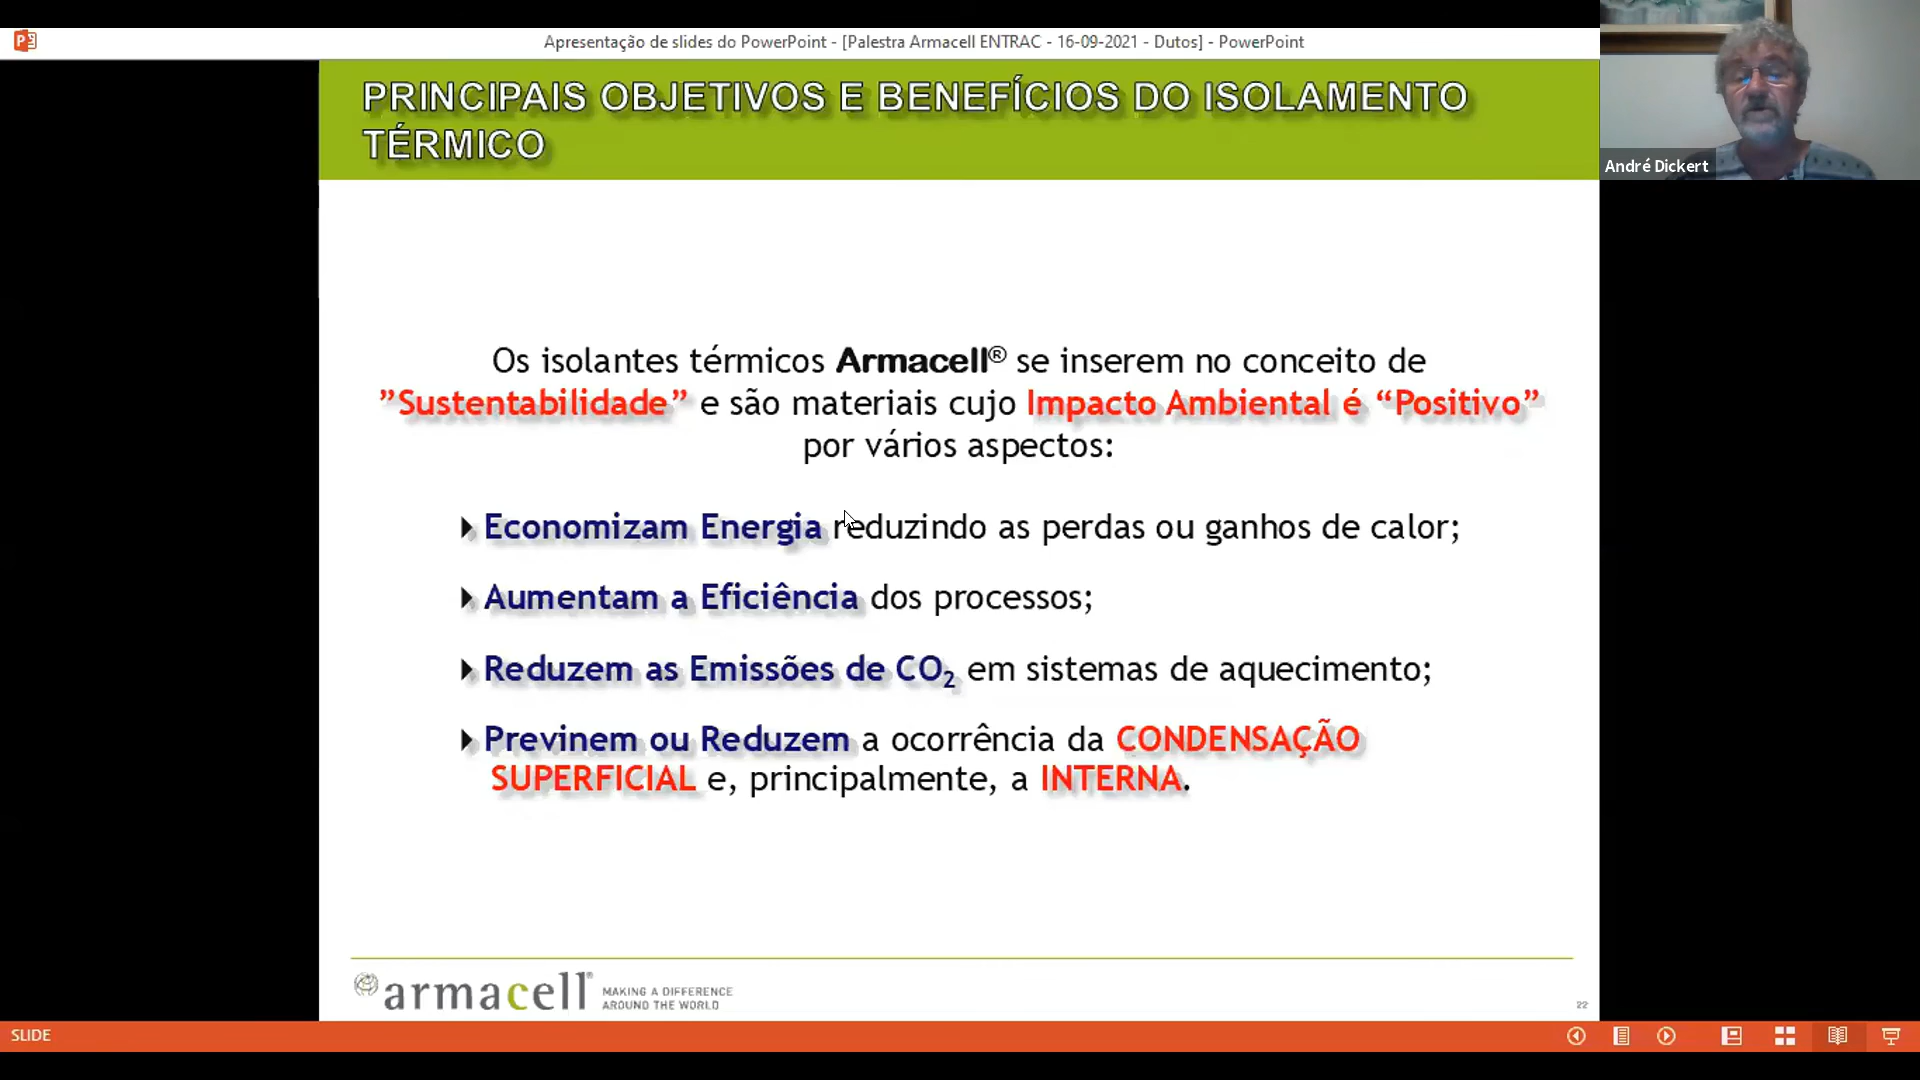 Apresentação de slides do PowerPoint - [Palestra Armacell ENTRAC - 16-09-2021 - Dutos] - PowerPoint
PRINCIPAIS OBJETIVOS E BENEFÍCIOS DO ISOLAMENTO
TÉRMICO
André Dickert
Os isolantes térmicos Armacell® se inserem no conceito de
”Sustentabilidade” e são materiais cujo Impacto Ambiental é “Positivo”
por vários aspectos:
Economizam Energia reduzindo as perdas ou ganhos de calor;
Aumentam a Eficiência dos processos;
Reduzem as Emissões de CO₂ em sistemas de aquecimento;
Previnem ou Reduzem a ocorrência da CONDENSAÇÃO
SUPERFICIAL e, principalmente, a INTERNA.
armacell® MAKING A DIFFERENCE
AROUND THE WORLD
22
SLIDE